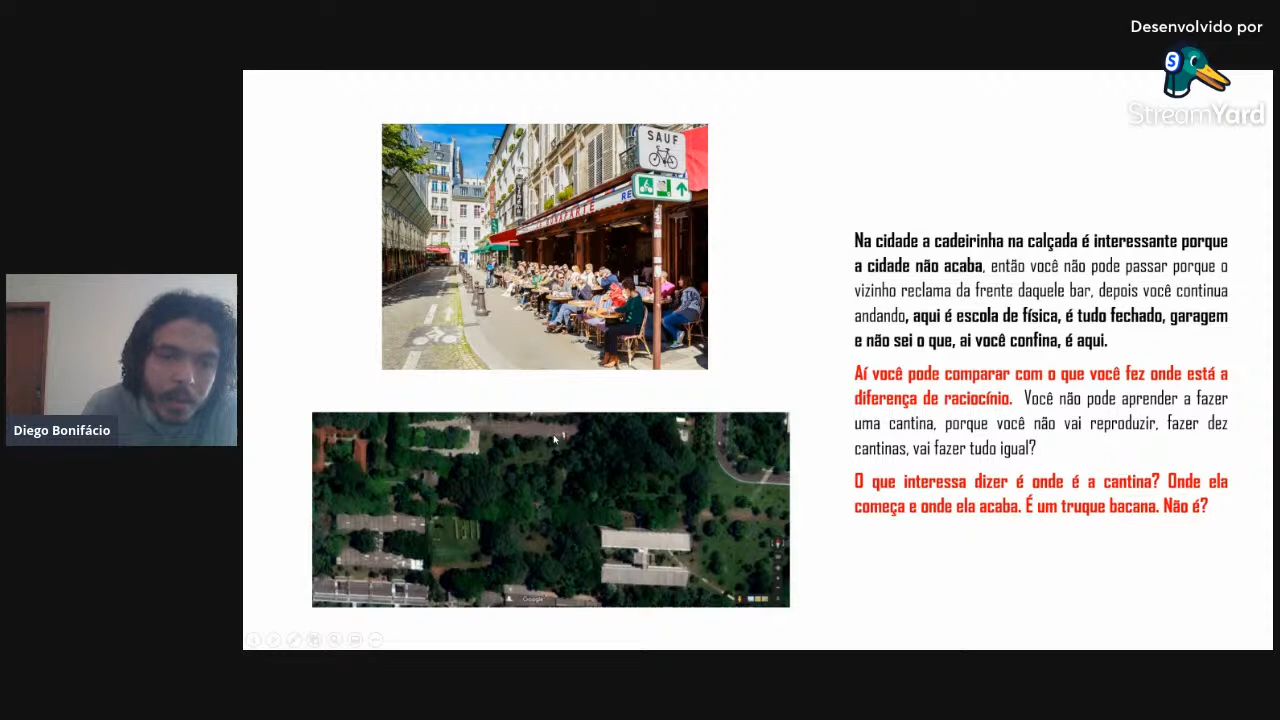 Desenvolvido por
StreamYard
SAUF
BONAPARTE
RE
Na cidade a cadeirinha na calçada é interessante porque
a cidade não acaba, então você não pode passar porque o
vizinho reclama da frente daquele bar, depois você continua
andando, aqui é escola de física, é tudo fechado, garagem
e não sei o que, ai você confina, é aqui.
Aí você pode comparar com o que você fez onde está a
diferença de raciocínio. Você não pode aprender a fazer
uma cantina, porque você não vai reproduzir, fazer dez
cantinas, vai fazer tudo igual?
O que interessa dizer é onde é a cantina? Onde ela
começa e onde ela acaba. É um truque bacana. Não é?
Diego Bonifácio
Google